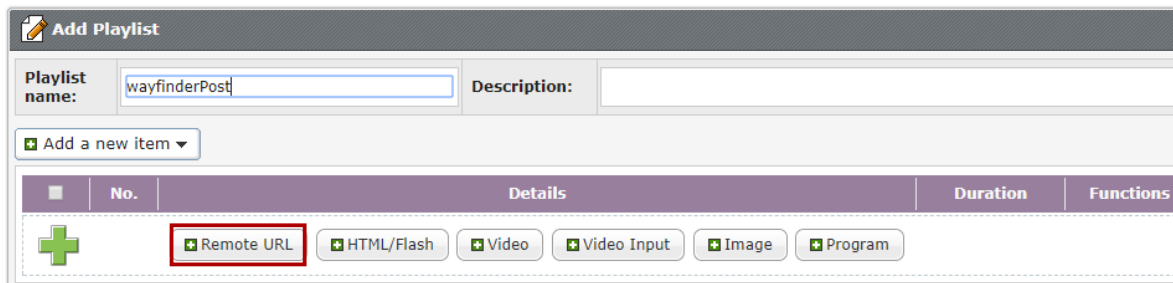 Add Playlist
Playlist name: wayfinderPost Description:
Add a new item
No. Details Duration Functions
Remote URL HTML/Flash Video Video Input Image Program